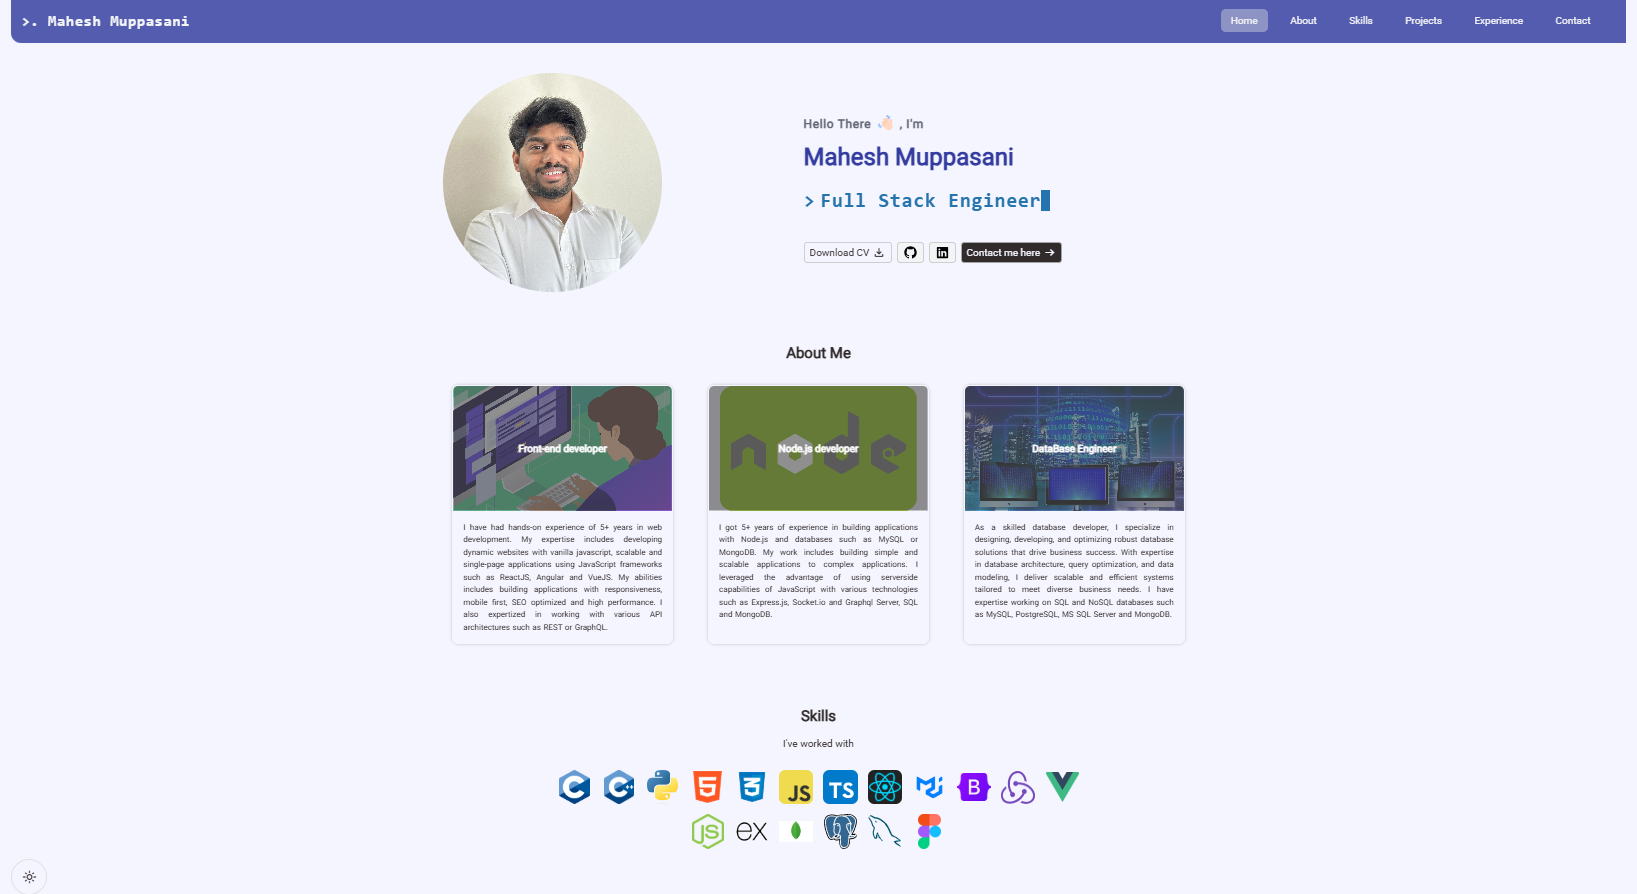 >. Mahesh Muppasani
Home About Skills Projects Experience Contact
Hello There 👋🏻 , I'm
Mahesh Muppasani
> Full Stack Engineer
Download CV
Contact me here →
About Me
Front-end developer
I have had hands-on experience of 5+ years in web
development. My expertise includes developing
dynamic websites with vanilla javascript, scalable and
single-page applications using JavaScript frameworks
such as ReactJS, Angular and VueJS. My abilities
includes building applications with responsiveness,
mobile first, SEO optimized and high performance. I
also expertized in working with various API
architectures such as REST or GraphQL.
node
Node.js developer
I got 5+ years of experience in building applications
with Node.js and databases such as MySQL or
MongoDB. My work includes building simple and
scalable applications to complex applications. I
leveraged the advantage of using serverside
capabilities of JavaScript with various technologies
such as Express.js, Socket.io and Graphql Server, SQL
and MongoDB.
DataBase Engineer
As a skilled database developer, I specialize in
designing, developing, and optimizing robust database
solutions that drive business success. With expertise
in database architecture, query optimization, and data
modeling, I deliver scalable and efficient systems
tailored to meet diverse business needs. I have
expertise working on SQL and NoSQL databases such
as MySQL, PostgreSQL, MS SQL Server and MongoDB.
Skills
I've worked with
C C++ 5 3 JS TS B
JS ex